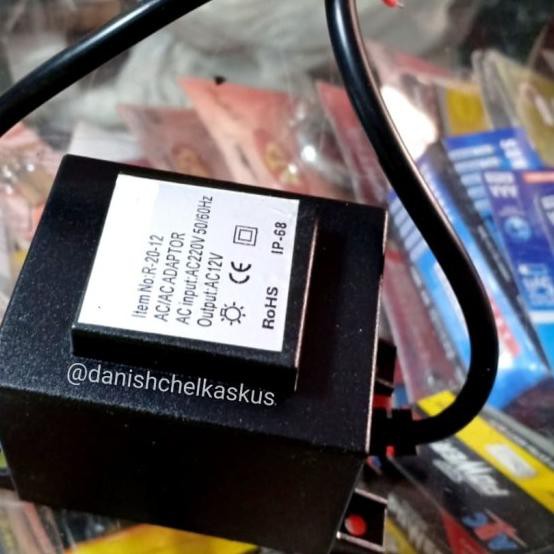 Item No:R-20-12
AC/AC ADAPTOR
AC Input:AC220V 50/60Hz
Output:AC12V
CE
RoHS IP-68
@danishchelkaskus